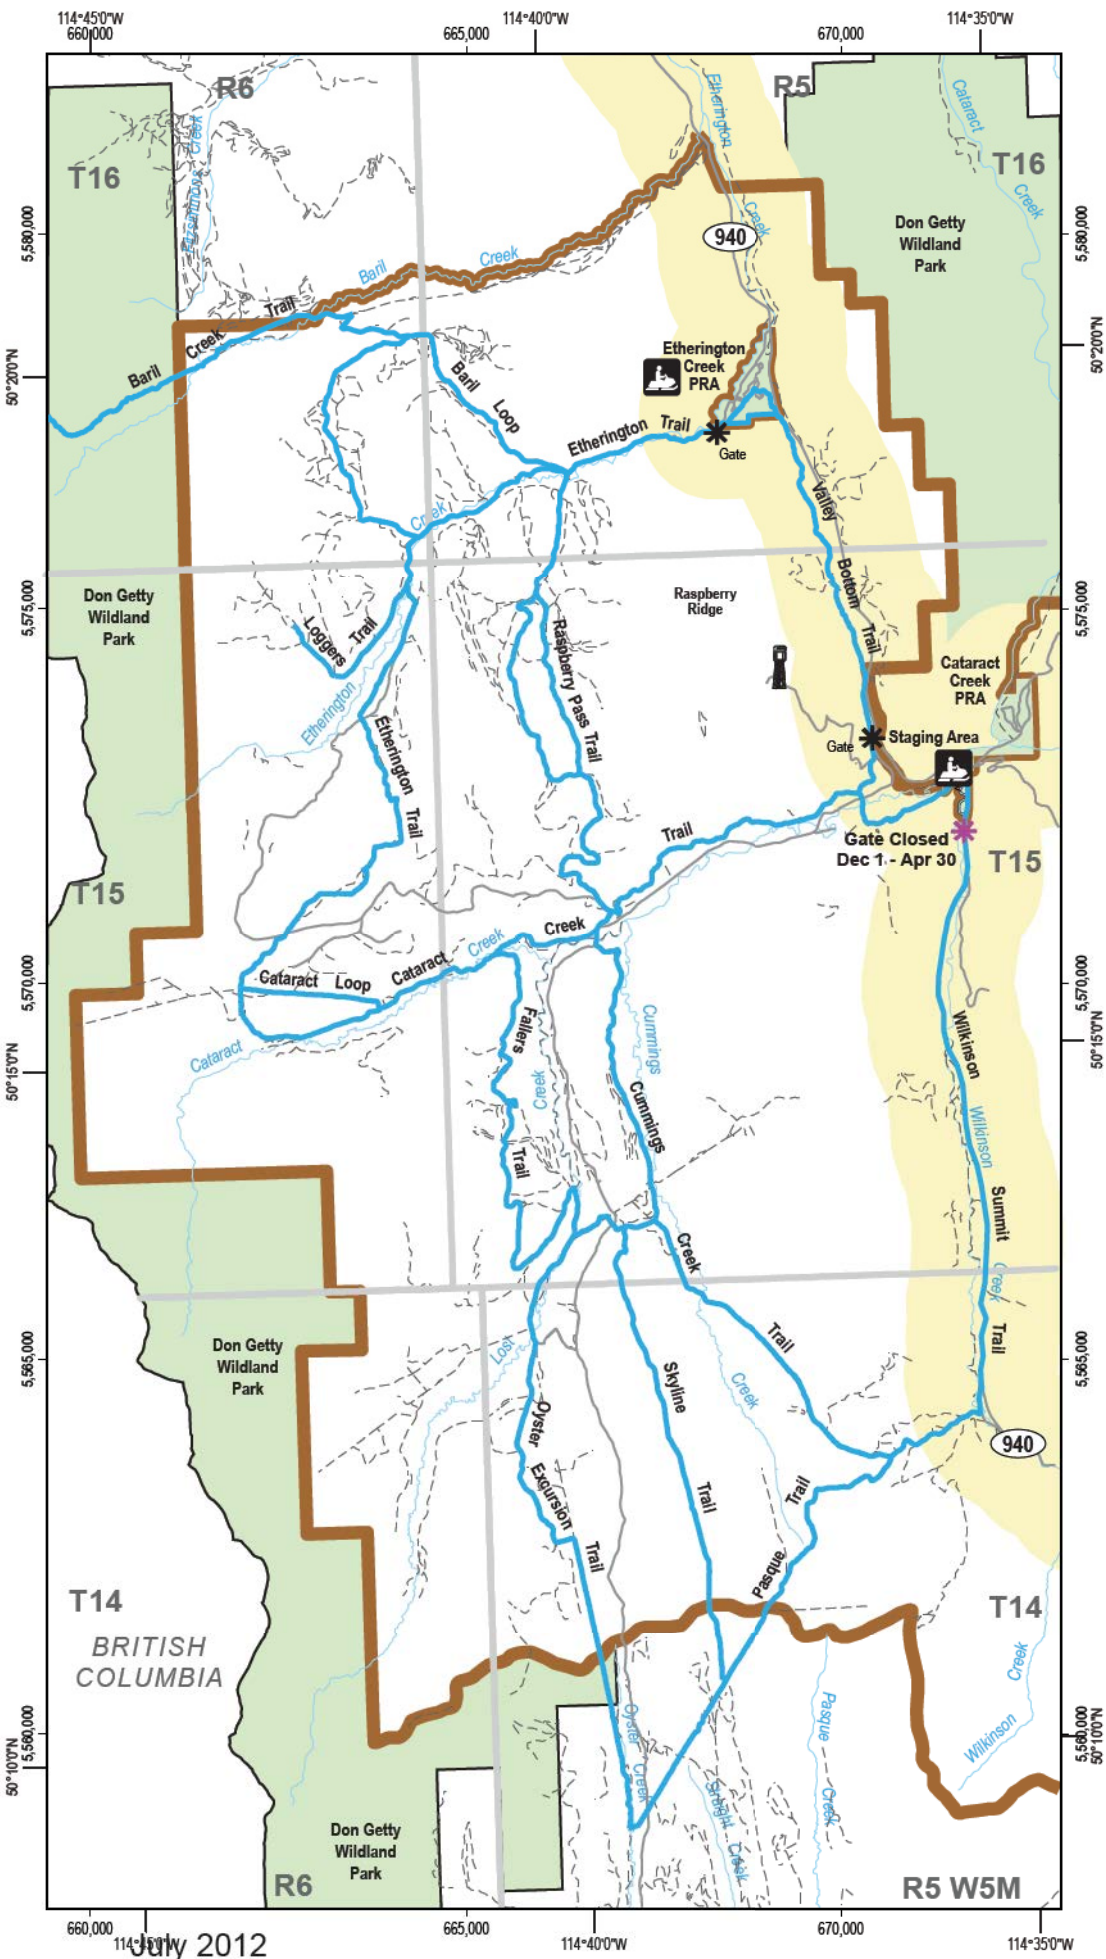 114°45'0"W
114°40'0"W
114°35'0"W
660,000
665,000
670,000
R6
R5
T16
T16
Etherington
Creek
Cataract
Creek
Fitzsimmons Creek
5,580,000
5,580,000
Don Getty
Wildland
Park
940
Baril
Creek
Baril Creek Trail
50°20'0"N
50°20'0"N
Etherington
Creek
PRA
Baril Loop
Etherington Trail
Gate
Creek
Valley Bottom Trail
5,575,000
5,575,000
Don Getty
Wildland
Park
Raspberry
Ridge
Loggers Trail
Raspberry Pass Trail
Etherington
Cataract
Creek
PRA
Etherington Trail
Gate
Staging Area
Gate Closed
Dec 1 - Apr 30
T15
T15
Trail
Creek
Cataract
Creek
Cataract Loop
5,570,000
5,570,000
Cataract
Fallers Trail
Creek
Cummings
Cummings
Creek
Trail
Wilkinson
Summit
Trail
Wilkinson
Creek
50°15'0"N
50°15'0"N
Don Getty
Wildland
Park
Lost
5,565,000
5,565,000
Oyster
Excursion
Trail
Skyline
Trail
Creek
940
Pasque
Trail
T14
T14
BRITISH
COLUMBIA
Oyster
Creek
Straight
Creek
Pasque
Creek
Wilkinson
Creek
5,560,000
5,560,000
50°10'0"N
50°10'0"N
Don Getty
Wildland
Park
R6
R5 W5M
660,000
665,000
670,000
114°45'0"W
114°40'0"W
114°35'0"W
July 2012